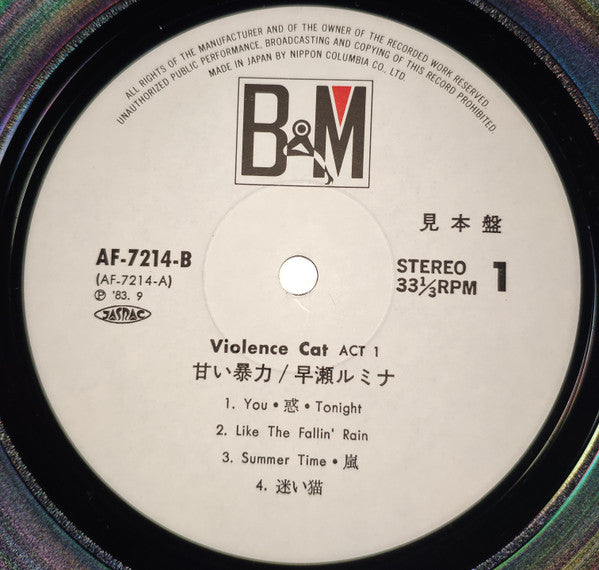 ALL RIGHTS OF THE MANUFACTURER AND OF THE OWNER OF THE RECORDED WORK RESERVED.
UNAUTHORIZED PUBLIC PERFORMANCE, BROADCASTING AND COPYING OF THIS RECORD PROHIBITED.
MADE IN JAPAN BY NIPPON COLUMBIA CO., LTD.
B&M
見本盤
AF-7214-B
(AF-7214-A)
Ⓟ '83. 9
JASRAC
STEREO 1
33⅓RPM
Violence Cat ACT 1
甘い暴力/早瀬ルミナ
1. You・惑・Tonight
2. Like The Fallin' Rain
3. Summer Time・嵐
4. 迷い猫